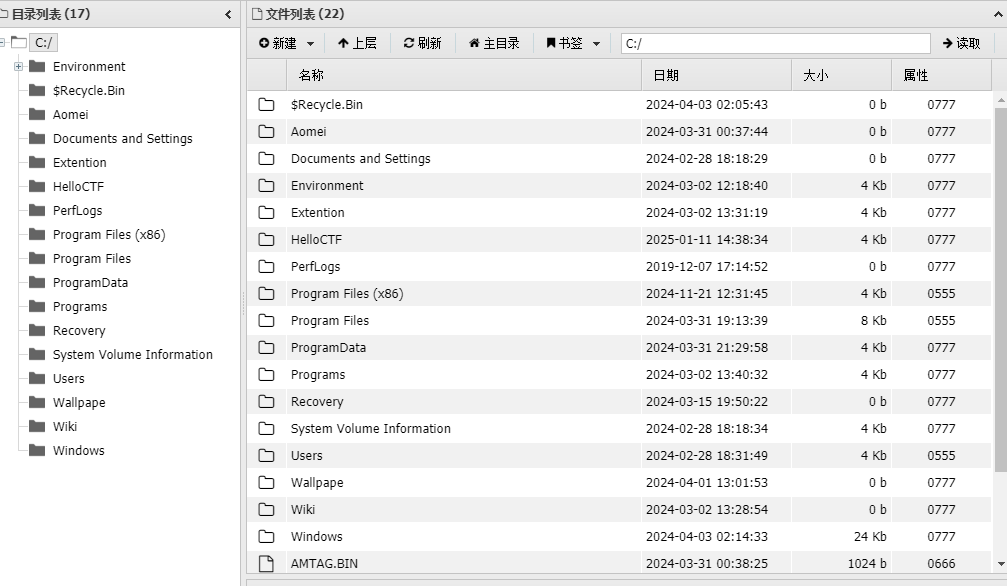 目录列表 (17)
C:/
Environment
$Recycle.Bin
Aomei
Documents and Settings
Extention
HelloCTF
PerfLogs
Program Files (x86)
Program Files
ProgramData
Programs
Recovery
System Volume Information
Users
Wallpape
Wiki
Windows
文件列表 (22)
新建 上层 刷新 主目录 书签 C:/ 读取
名称 日期 大小 属性
$Recycle.Bin 2024-04-03 02:05:43 0 b 0777
Aomei 2024-03-31 00:37:44 0 b 0777
Documents and Settings 2024-02-28 18:18:29 0 b 0777
Environment 2024-03-02 12:18:40 4 Kb 0777
Extention 2024-03-02 13:31:19 4 Kb 0777
HelloCTF 2025-01-11 14:38:34 4 Kb 0777
PerfLogs 2019-12-07 17:14:52 0 b 0777
Program Files (x86) 2024-11-21 12:31:45 4 Kb 0555
Program Files 2024-03-31 19:13:39 8 Kb 0555
ProgramData 2024-03-31 21:29:58 4 Kb 0777
Programs 2024-03-02 13:40:32 4 Kb 0777
Recovery 2024-03-15 19:50:22 0 b 0777
System Volume Information 2024-02-28 18:18:34 4 Kb 0777
Users 2024-02-28 18:31:49 4 Kb 0555
Wallpape 2024-04-01 13:01:53 0 b 0777
Wiki 2024-03-02 13:28:54 0 b 0777
Windows 2024-04-03 02:14:33 24 Kb 0777
AMTAG.BIN 2024-03-31 00:38:25 1024 b 0666